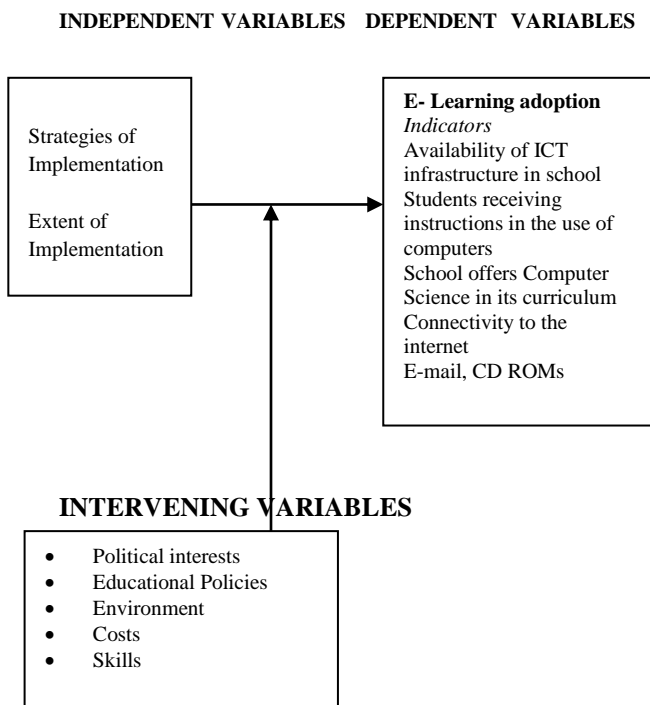 INDEPENDENT VARIABLES DEPENDENT VARIABLES
Strategies of
Implementation
Extent of
Implementation
E- Learning adoption
Indicators
Availability of ICT
infrastructure in school
Students receiving
instructions in the use of
computers
School offers Computer
Science in its curriculum
Connectivity to the
internet
E-mail, CD ROMs
INTERVENING VARIABLES
• Political interests
• Educational Policies
• Environment
• Costs
• Skills